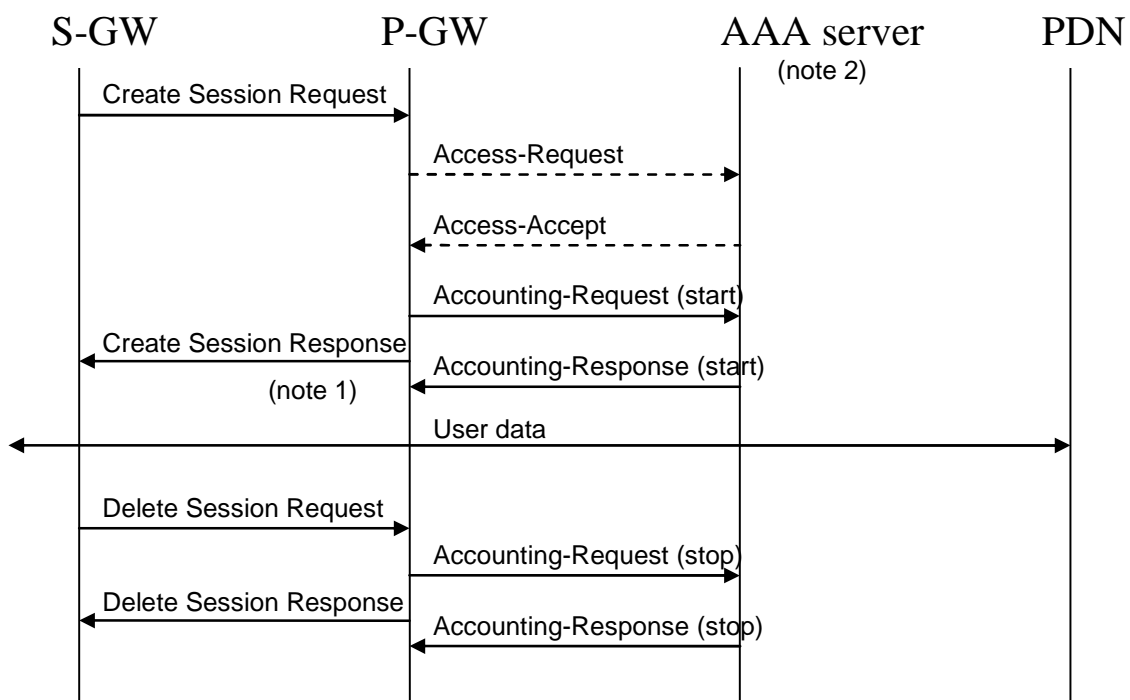 S-GW
P-GW
AAA server
PDN
(note 2)
Create Session Request
Access-Request
Access-Accept
Accounting-Request (start)
Create Session Response
Accounting-Response (start)
(note 1)
User data
Delete Session Request
Accounting-Request (stop)
Delete Session Response
Accounting-Response (stop)